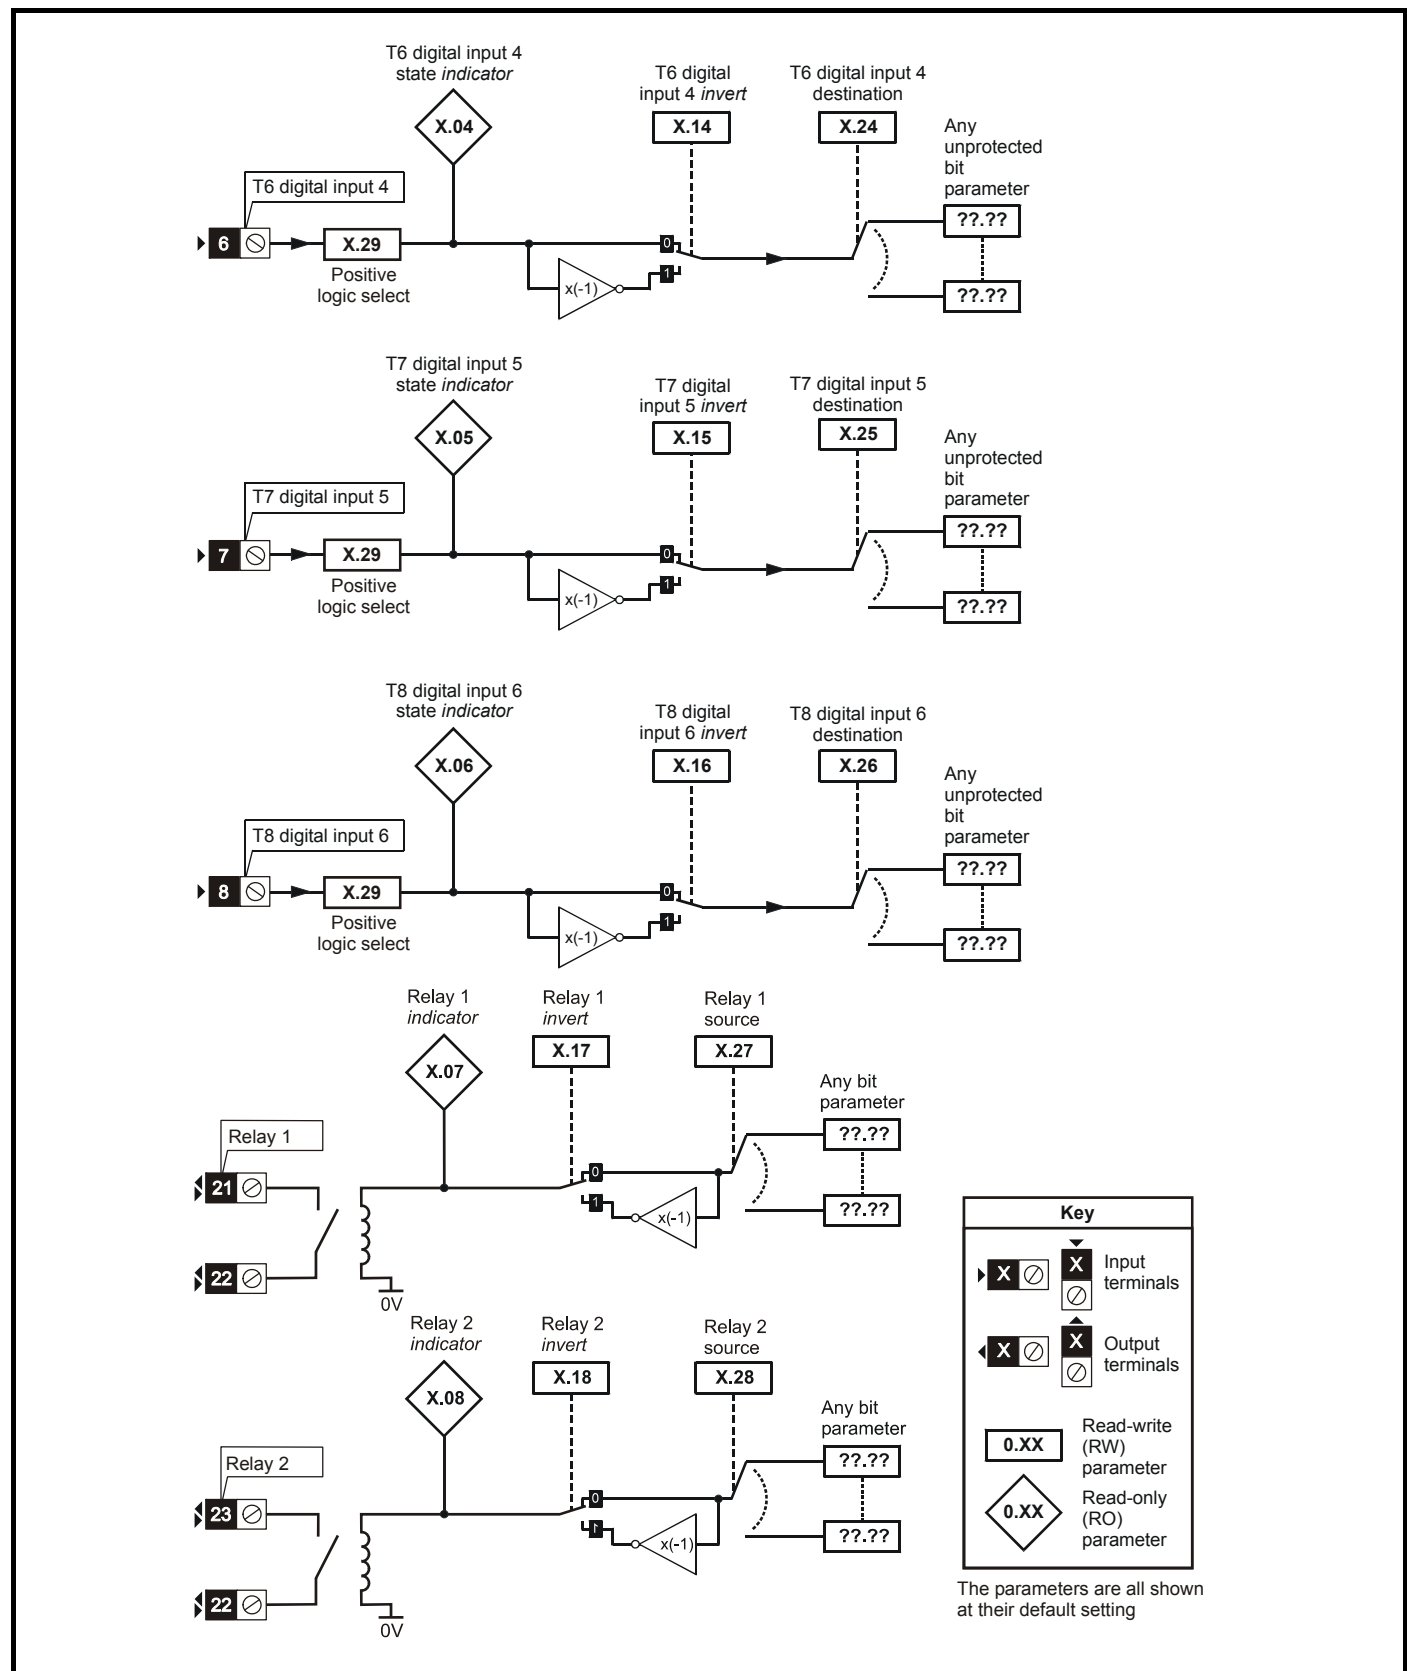 T6 digital input 4
state indicator
T6 digital
input 4 invert
T6 digital input 4
destination
X.04
X.14
X.24
Any
unprotected
bit
parameter
T6 digital input 4
??.??
6
X.29
0
Positive
logic select
x(-1)
1
??.??
T7 digital input 5
state indicator
T7 digital
input 5 invert
T7 digital input 5
destination
X.05
X.15
X.25
Any
unprotected
bit
parameter
T7 digital input 5
??.??
7
X.29
0
Positive
logic select
x(-1)
1
??.??
T8 digital input 6
state indicator
T8 digital
input 6 invert
T8 digital input 6
destination
X.06
X.16
X.26
Any
unprotected
bit
parameter
T8 digital input 6
??.??
8
X.29
0
Positive
logic select
x(-1)
1
??.??
Relay 1
indicator
Relay 1
invert
Relay 1
source
X.07
X.17
X.27
Any bit
parameter
Relay 1
??.??
21
0
1
x(-1)
??.??
22
0V
Relay 2
indicator
Relay 2
invert
Relay 2
source
X.08
X.18
X.28
Any bit
parameter
Relay 2
??.??
23
0
1
x(-1)
??.??
22
0V
Key
X
X
Input
terminals
X
X
Output
terminals
0.XX
Read-write
(RW)
parameter
0.XX
Read-only
(RO)
parameter
The parameters are all shown
at their default setting